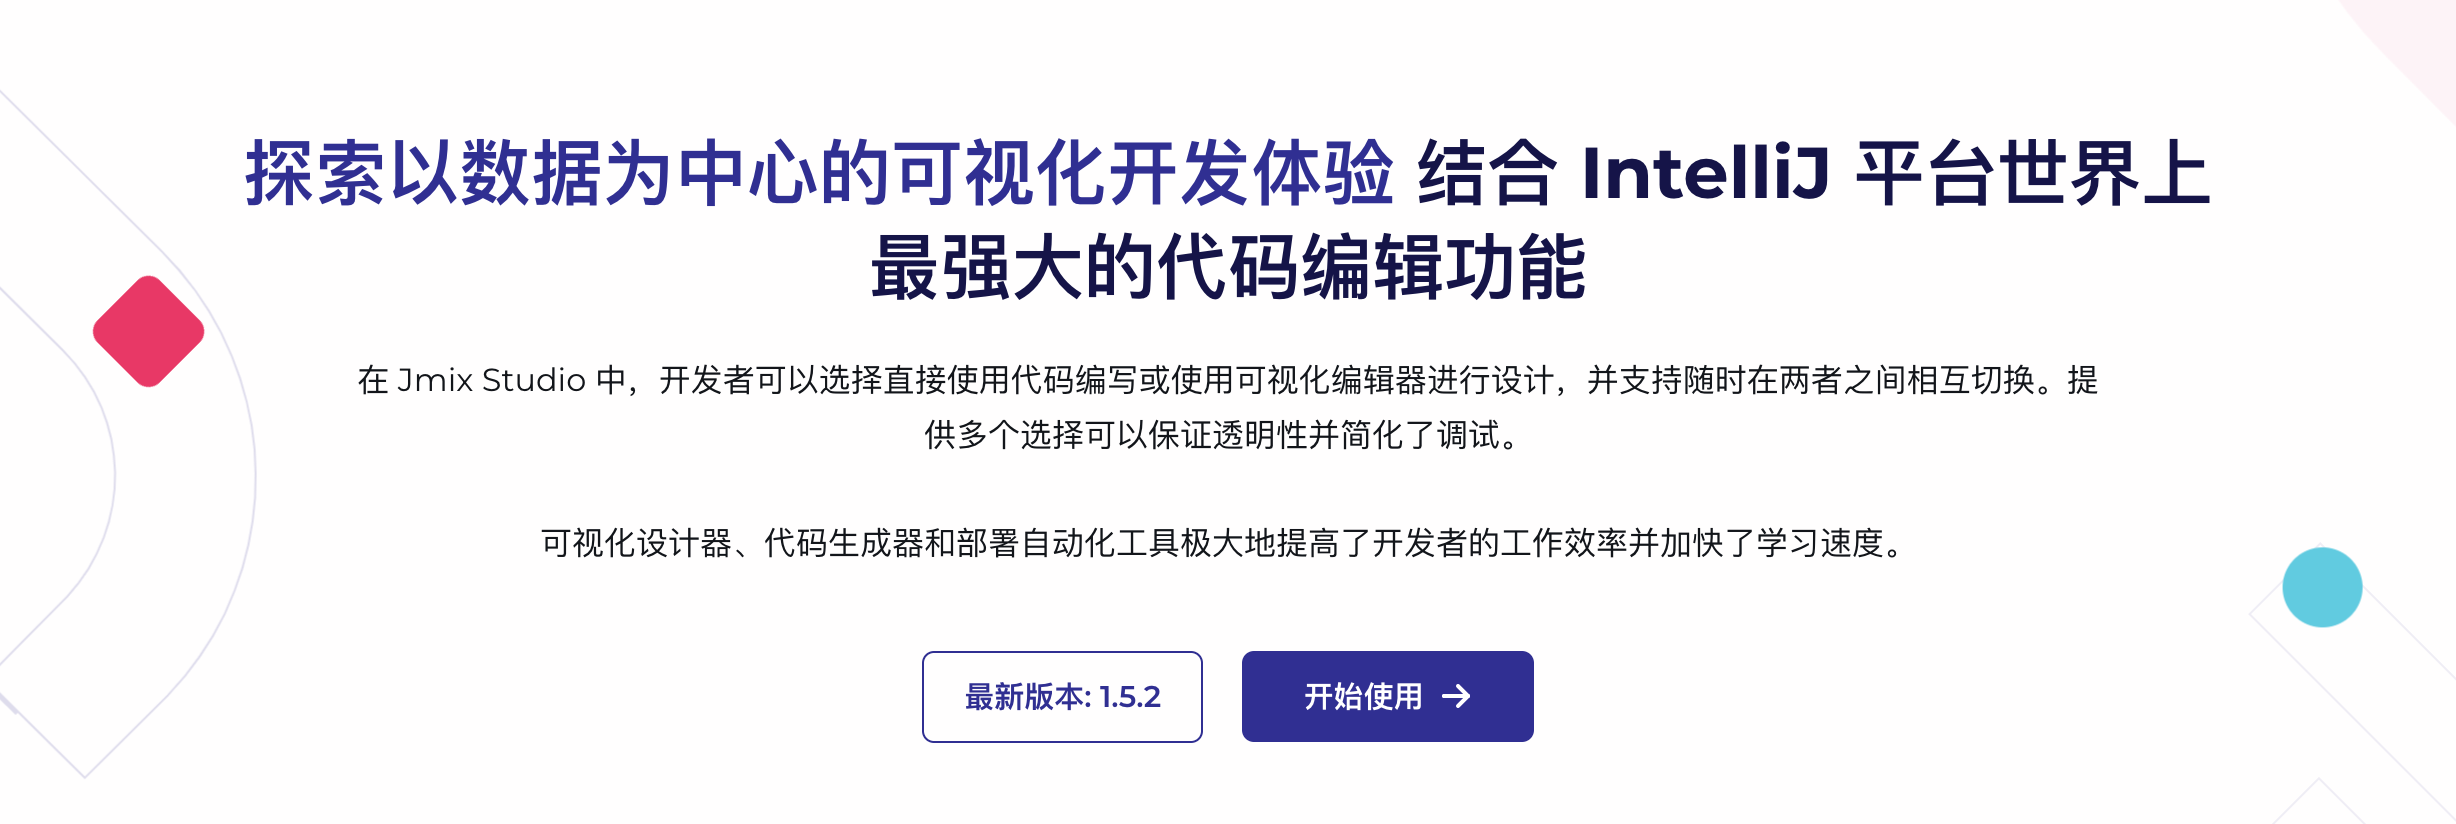 探索以数据为中心的可视化开发体验 结合 IntelliJ 平台世界上
最强大的代码编辑功能
在 Jmix Studio 中，开发者可以选择直接使用代码编写或使用可视化编辑器进行设计，并支持随时在两者之间相互切换。提
供多个选择可以保证透明性并简化了调试。
可视化设计器、代码生成器和部署自动化工具极大地提高了开发者的工作效率并加快了学习速度。
最新版本: 1.5.2
开始使用 →